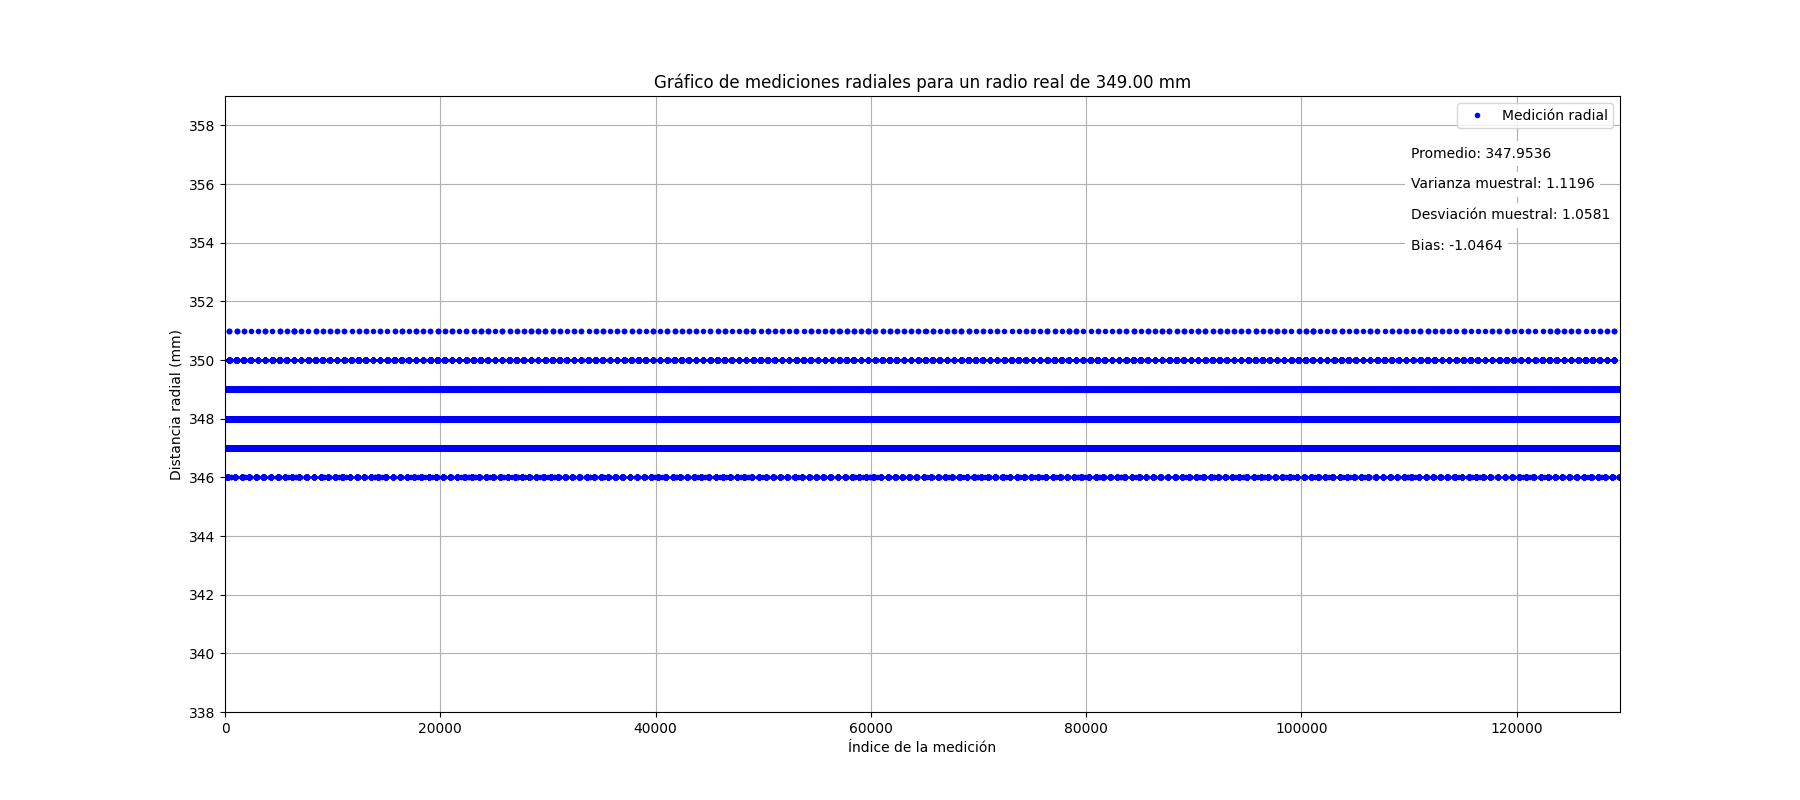 Gráfico de mediciones radiales para un radio real de 349.00 mm
Medición radial
Promedio: 347.9536
Varianza muestral: 1.1196
Desviación muestral: 1.0581
Bias: -1.0464
Distancia radial (mm)
358
356
354
352
350
348
346
344
342
340
338
0 20000 40000 60000 80000 100000 120000
Índice de la medición